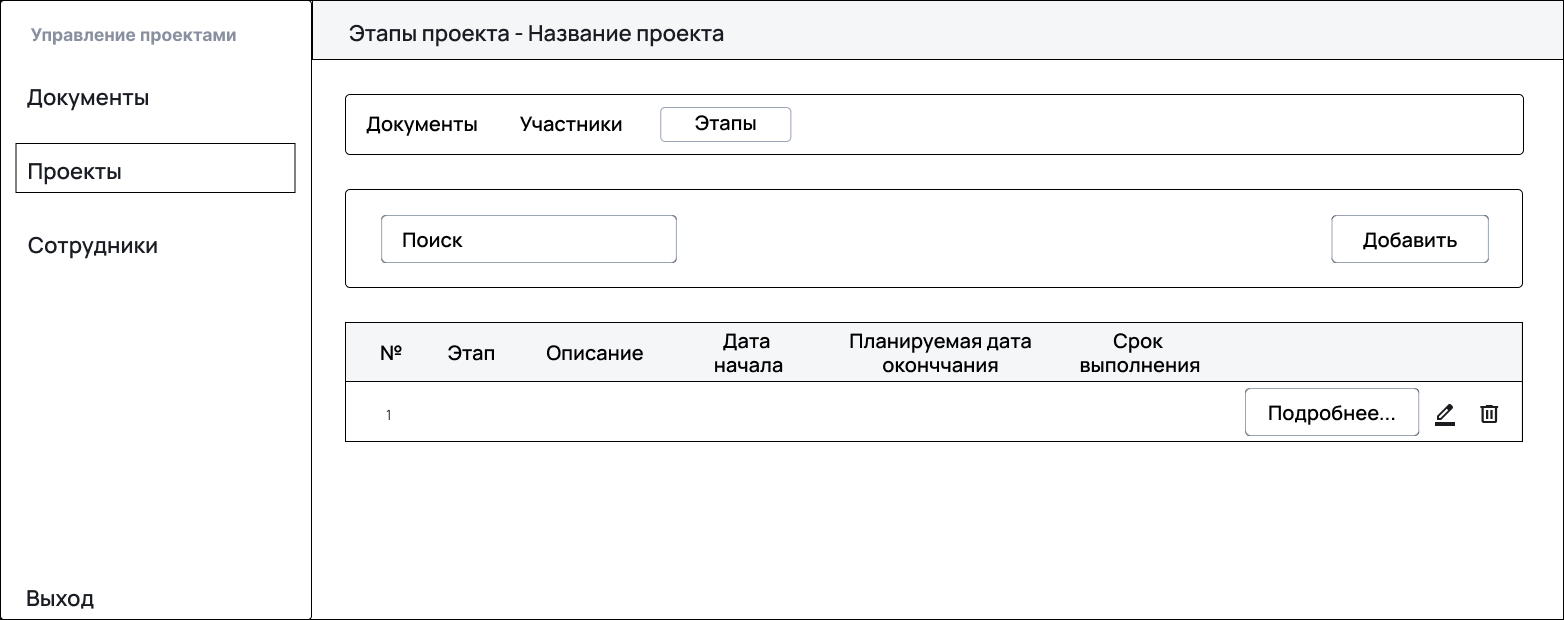 Управление проектами
Документы
Проекты
Сотрудники
Выход
Этапы проекта - Название проекта
Документы Участники Этапы
Поиск Добавить
№ Этап Описание Дата начала Планируемая дата оконччания Срок выполнения
1 Подробнее...